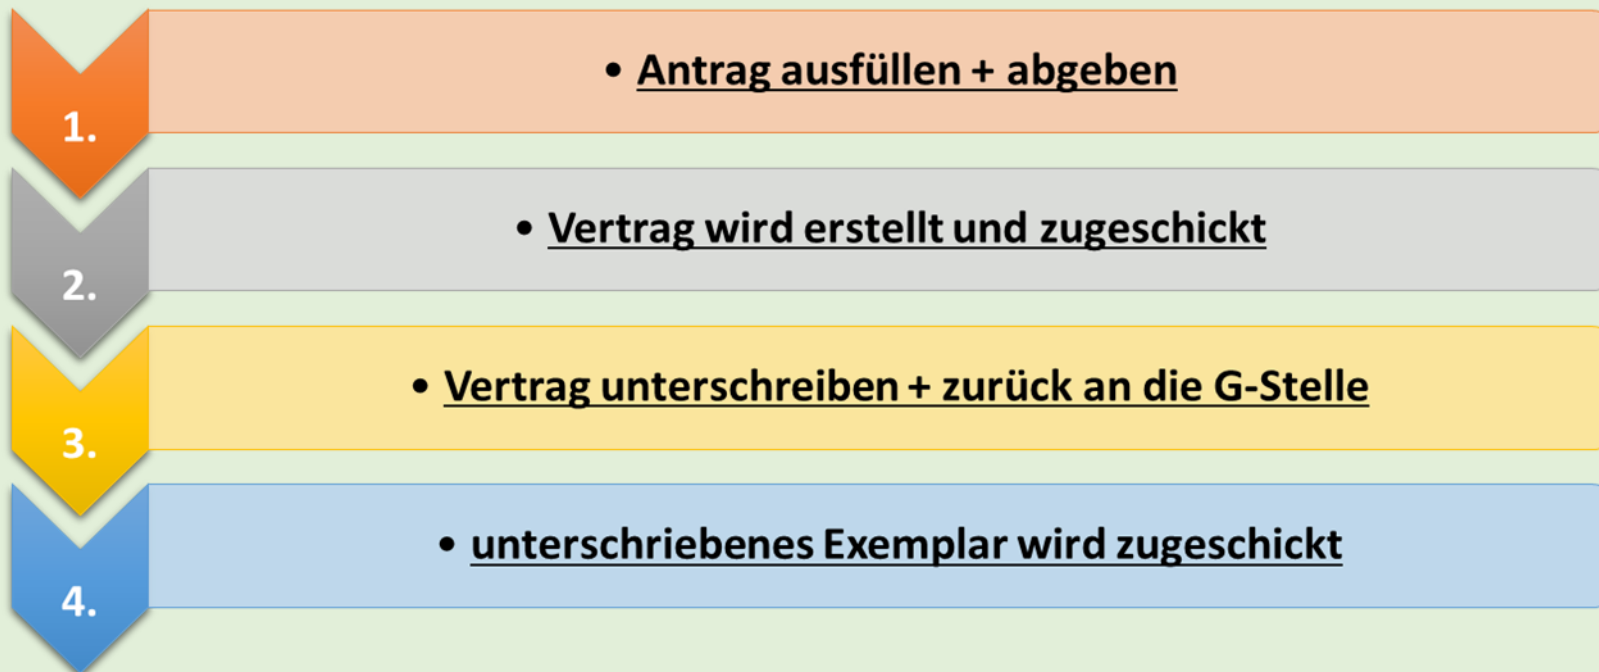 1.
• Antrag ausfüllen + abgeben
2.
• Vertrag wird erstellt und zugeschickt
3.
• Vertrag unterschreiben + zurück an die G-Stelle
4.
• unterschriebenes Exemplar wird zugeschickt